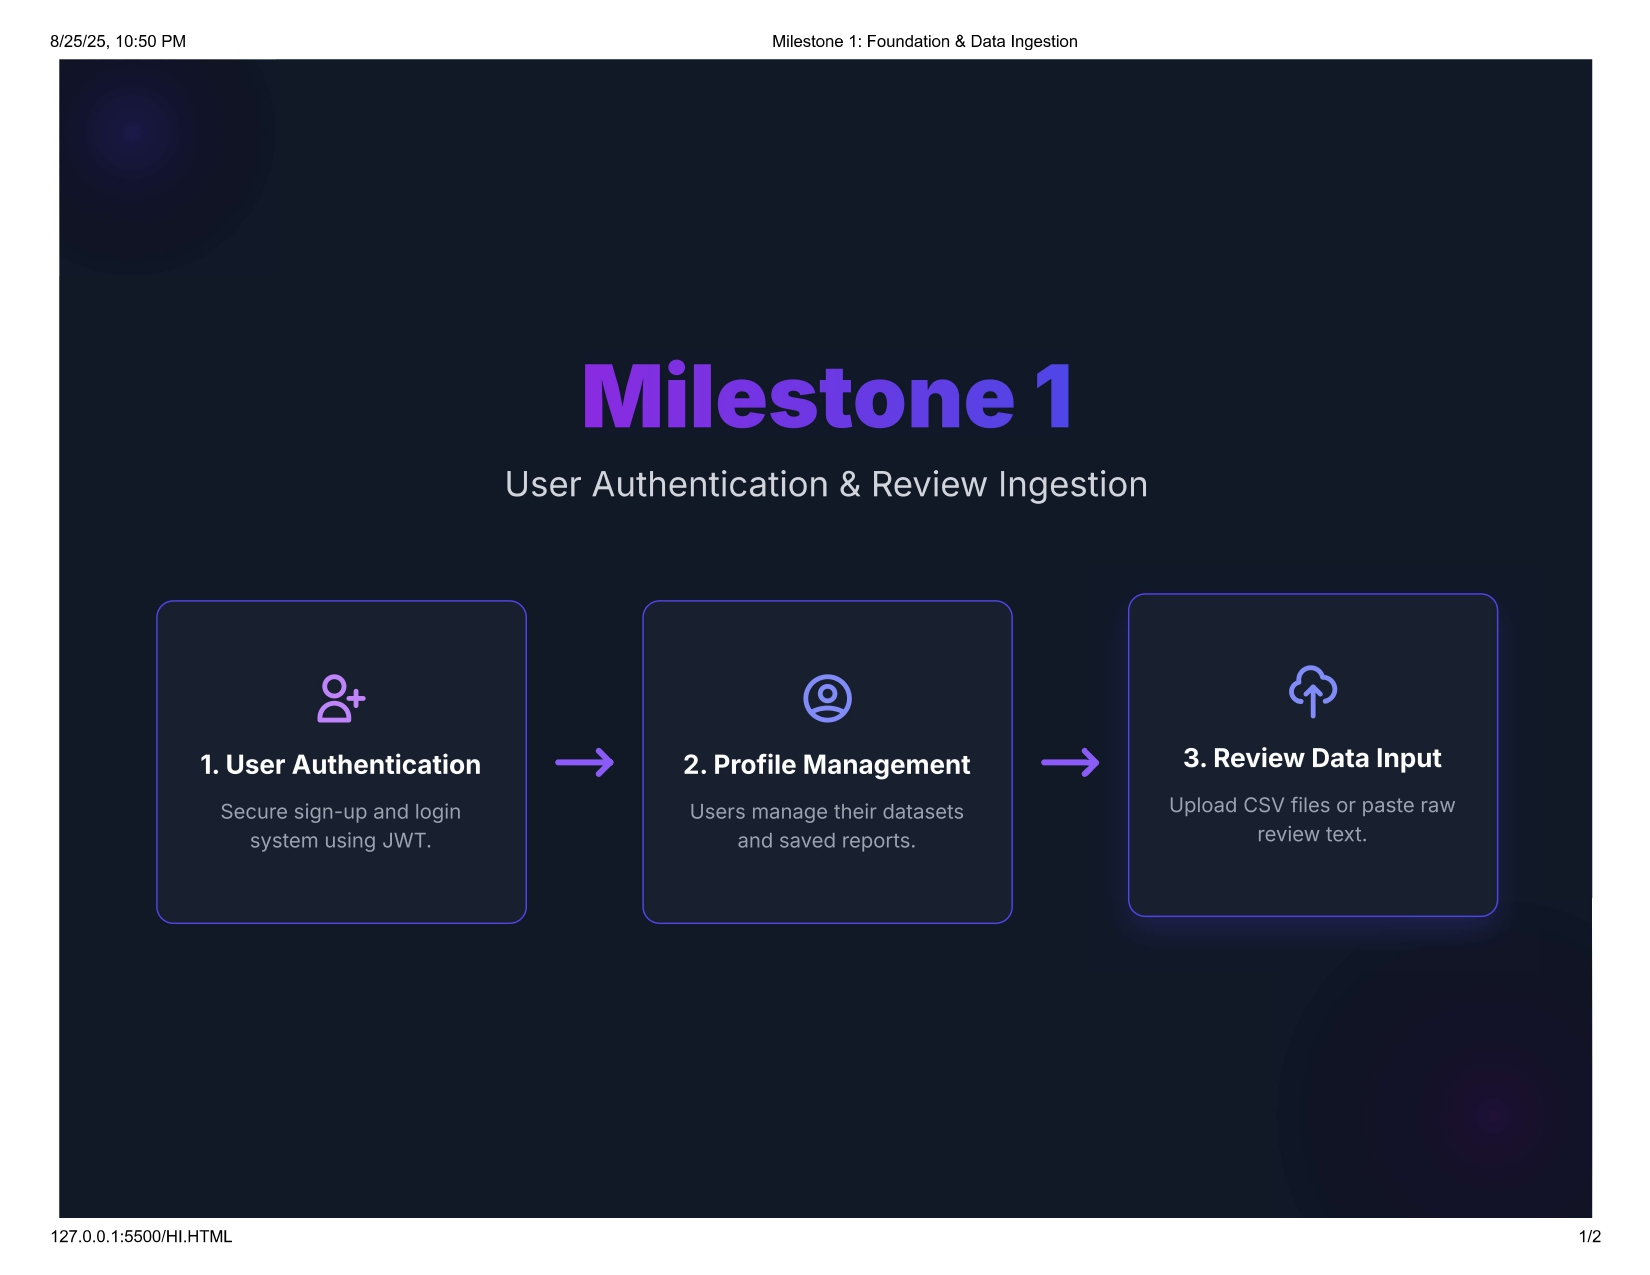 8/25/25, 10:50 PM
Milestone 1: Foundation & Data Ingestion
Milestone 1
User Authentication & Review Ingestion
1. User Authentication
Secure sign-up and login
system using JWT.
2. Profile Management
Users manage their datasets
and saved reports.
3. Review Data Input
Upload CSV files or paste raw
review text.
127.0.0.1:5500/HI.HTML
1/2